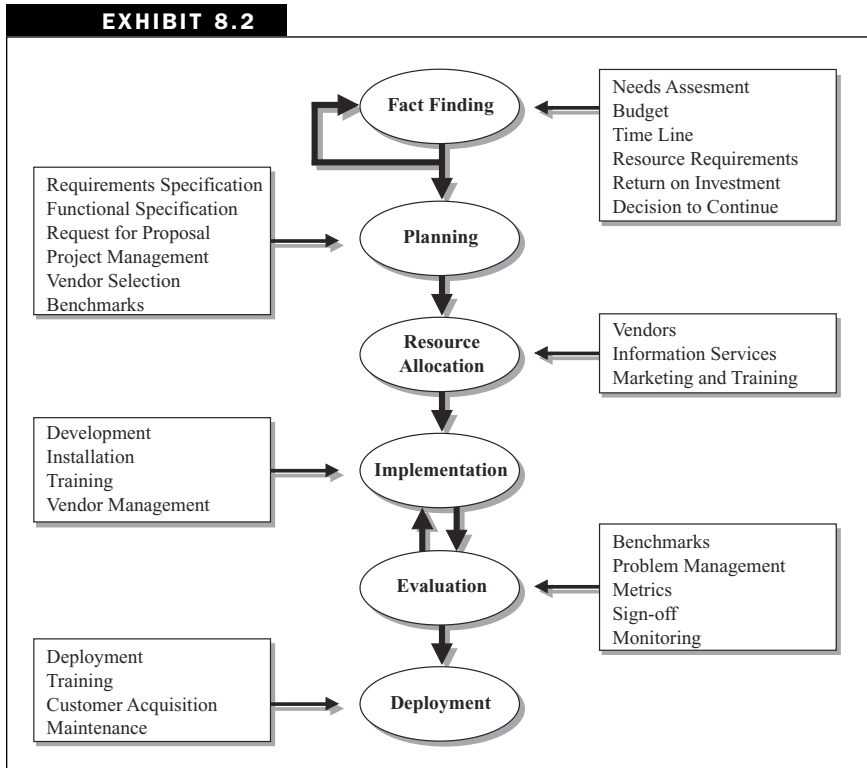 EXHIBIT 8.2
Fact Finding
Needs Assesment
Budget
Time Line
Resource Requirements
Return on Investment
Decision to Continue
Requirements Specification
Functional Specification
Request for Proposal
Project Management
Vendor Selection
Benchmarks
Planning
Resource
Allocation
Vendors
Information Services
Marketing and Training
Development
Installation
Training
Vendor Management
Implementation
Evaluation
Benchmarks
Problem Management
Metrics
Sign-off
Monitoring
Deployment
Training
Customer Acquisition
Maintenance
Deployment